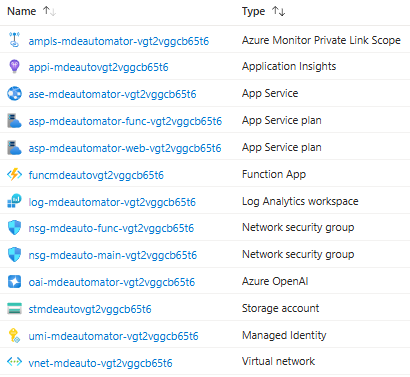 Name ↑ Type ↑↓
ampls-mdeautomator-vgt2vggcb65t6 Azure Monitor Private Link Scope
appi-mdeautovgt2vggcb65t6 Application Insights
ase-mdeautomator-vgt2vggcb65t6 App Service
asp-mdeautomator-func-vgt2vggcb65t6 App Service plan
asp-mdeautomator-web-vgt2vggcb65t6 App Service plan
funcmdeautovgt2vggcb65t6 Function App
log-mdeautomator-vgt2vggcb65t6 Log Analytics workspace
nsg-mdeauto-func-vgt2vggcb65t6 Network security group
nsg-mdeauto-main-vgt2vggcb65t6 Network security group
oai-mdeautomator-vgt2vggcb65t6 Azure OpenAI
stmdeautovgt2vggcb65t6 Storage account
umi-mdeautomator-vgt2vggcb65t6 Managed Identity
vnet-mdeauto-vgt2vggcb65t6 Virtual network